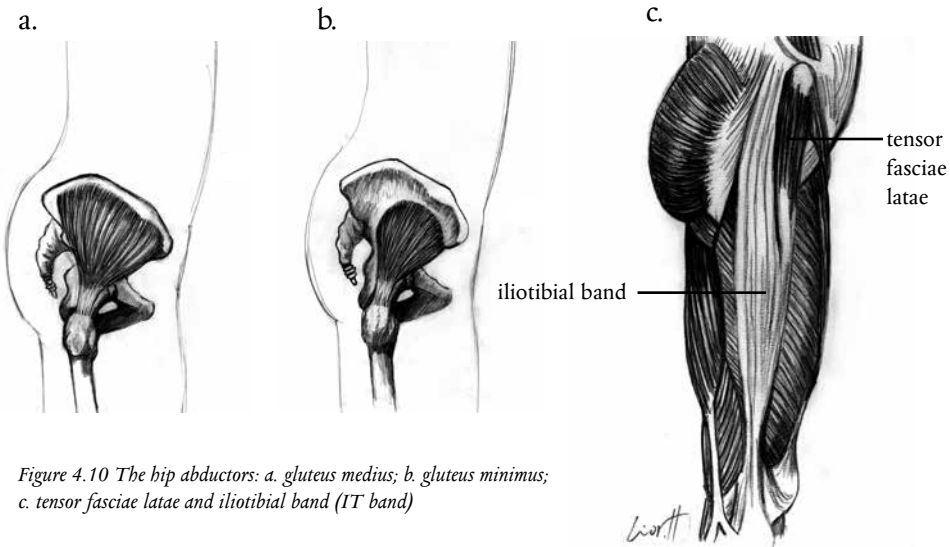 a.
b.
c.
tensor
fasciae
latae
iliotibial band
Figure 4.10 The hip abductors: a. gluteus medius; b. gluteus minimus;
c. tensor fasciae latae and iliotibial band (IT band)